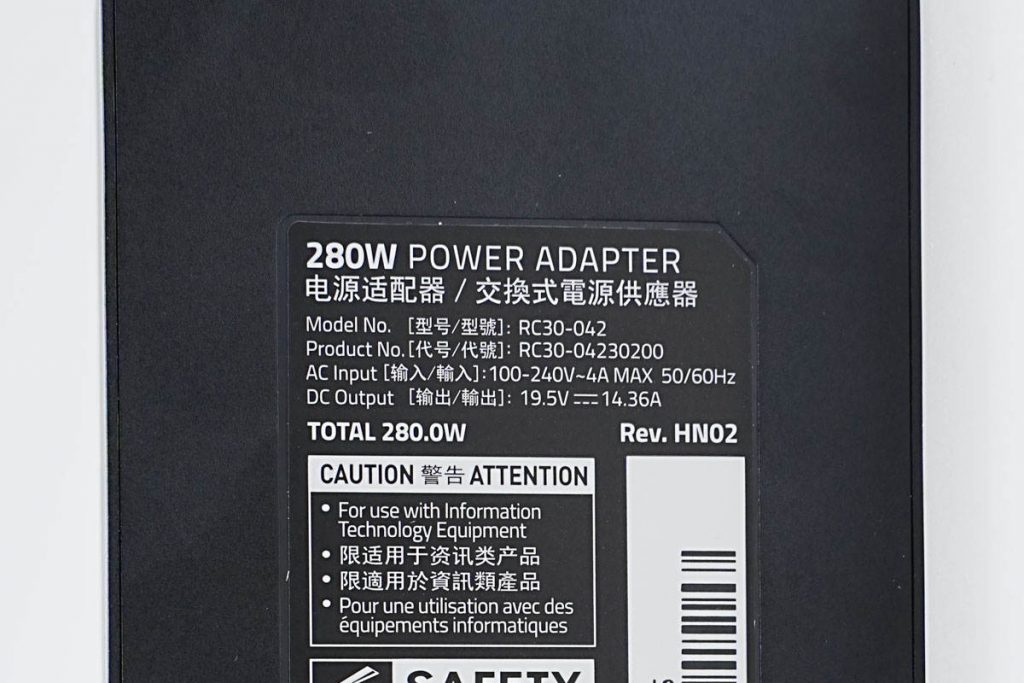 280W POWER ADAPTER
电源适配器 / 交換式電源供應器
Model No. [型号/型號]: RC30-042
Product No.[代号/代號]: RC30-04230200
AC Input [输入/輸入]:100-240V~4A MAX 50/60Hz
DC Output [输出/輸出]: 19.5V⎓14.36A
TOTAL 280.0W
Rev. HN02
CAUTION 警告 ATTENTION
• For use with Information
Technology Equipment
• 限适用于资讯类产品
• 限適用於資訊類產品
• Pour une utilisation avec des
équipements informatiques
SAFETY